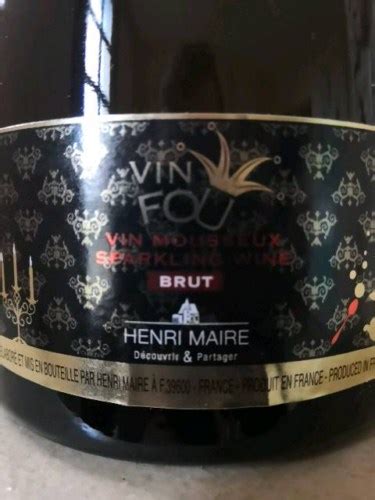 VIN
FOU
VIN MOUSSEUX
SPARKLING WINE
BRUT
HENRI MAIRE
Découvrir & Partager
ELABORE ET MIS EN BOUTEILLE PAR HENRI MAIRE À F 39600 - FRANCE - PRODUIT EN FRANCE - PRODUCED IN